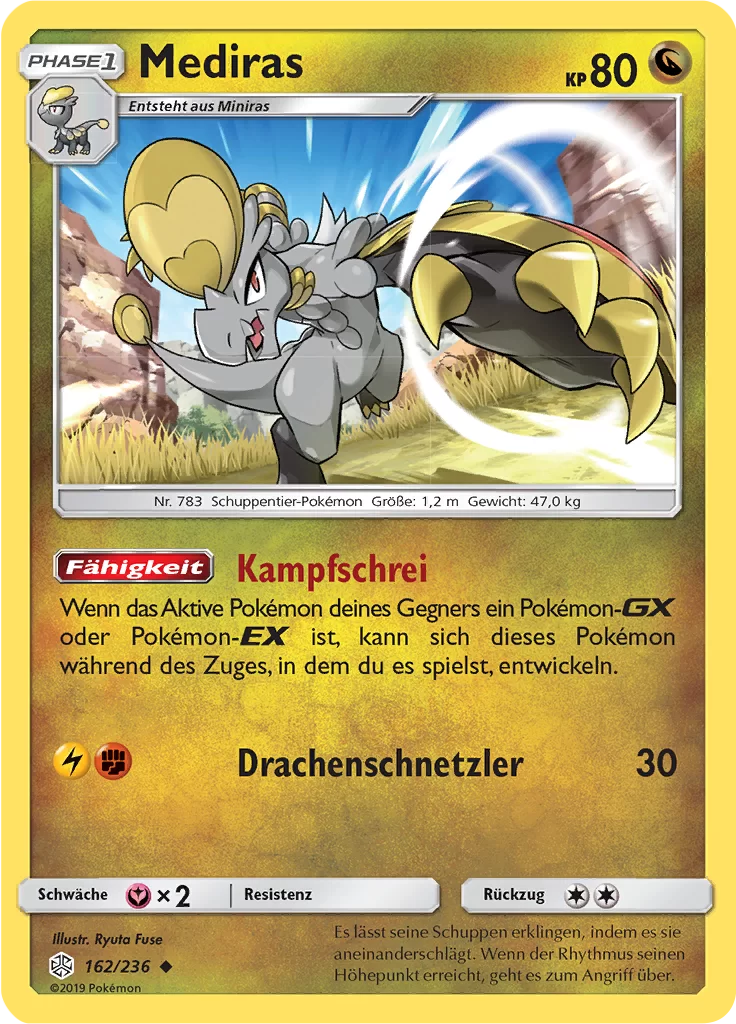 PHASE1
Mediras
KP 80
Entsteht aus Miniras
Nr. 783 Schuppentier-Pokémon Größe: 1,2 m Gewicht: 47,0 kg
Fähigkeit Kampfschrei
Wenn das Aktive Pokémon deines Gegners ein Pokémon-GX
oder Pokémon-EX ist, kann sich dieses Pokémon
während des Zuges, in dem du es spielst, entwickeln.
Drachenschnetzler 30
Schwäche ×2 Resistenz Rückzug
Illustr. Ryuta Fuse
162/236
©2019 Pokémon
Es lässt seine Schuppen erklingen, indem es sie
aneinanderschlägt. Wenn der Rhythmus seinen
Höhepunkt erreicht, geht es zum Angriff über.